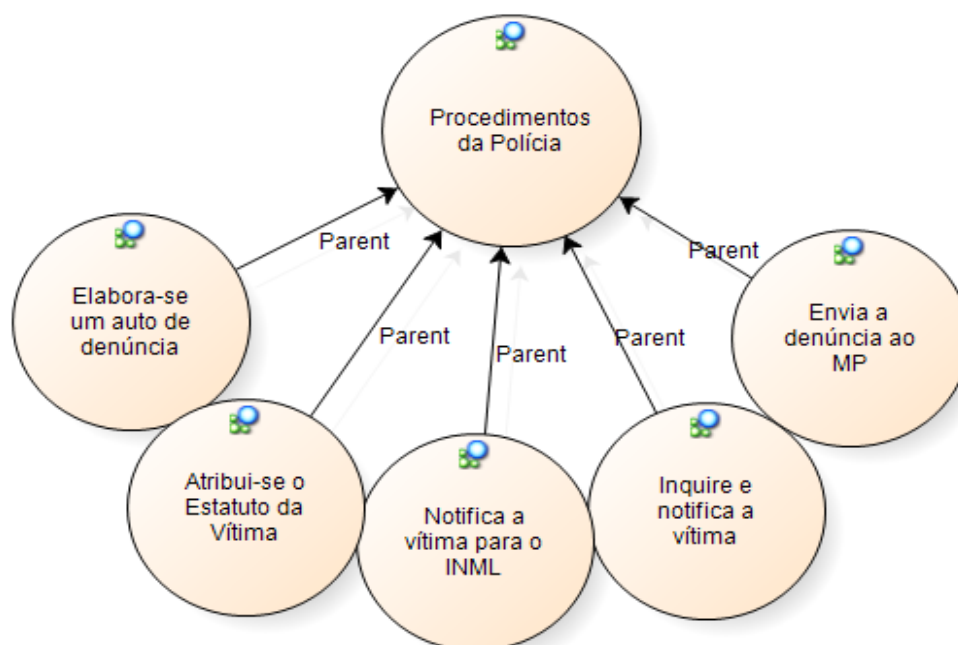 Procedimentos
da Polícia
Parent
Parent
Parent
Parent
Parent
Elabora-se
um auto de
denúncia
Atribui-se o
Estatuto da
Vítima
Notifica a
vítima para o
INML
Inquire e
notifica a
vítima
Envia a
denúncia ao
MP